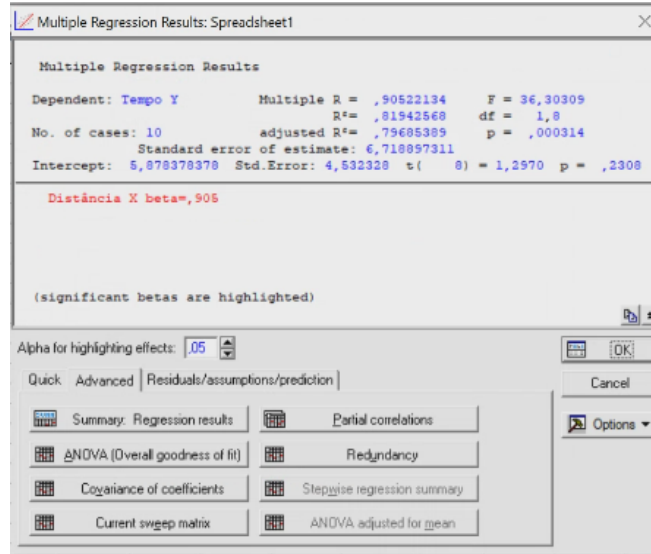 Multiple Regression Results: Spreadsheet1
Multiple Regression Results
Dependent: Tempo Y Multiple R = ,90522134 F = 36,30309
R²= ,81942568 df = 1,8
No. of cases: 10 adjusted R²= ,79685389 p = ,000314
Standard error of estimate: 6,718897311
Intercept: 5,878378378 Std.Error: 4,532328 t( 8) = 1,2970 p = ,2308
Distância X beta=,905
(significant betas are highlighted)
Alpha for highlighting effects: ,05
OK
Quick Advanced Residuals/assumptions/prediction
Cancel
Summary: Regression results Partial correlations
Options
ANOVA (Overall goodness of fit) Redundancy
Covariance of coefficients Stepwise regression summary
Current sweep matrix ANOVA adjusted for mean